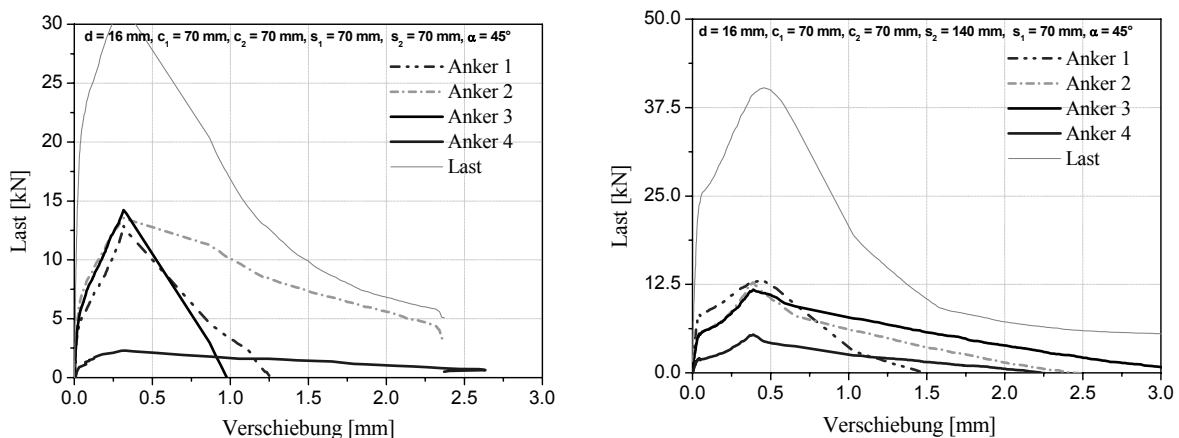 d = 16 mm, c₁ = 70 mm, c₂ = 70 mm, s₁ = 70 mm, s₂ = 70 mm, α = 45°
Anker 1
Anker 2
Anker 3
Anker 4
Last
Last [kN]
30
25
20
15
10
5
0
0.0 0.5 1.0 1.5 2.0 2.5 3.0
Verschiebung [mm]
d = 16 mm, c₁ = 70 mm, c₂ = 70 mm, s₂ = 140 mm, s₁ = 70 mm, α = 45°
Anker 1
Anker 2
Anker 3
Anker 4
Last
Last [kN]
50.0
37.5
25.0
12.5
0.0
0.0 0.5 1.0 1.5 2.0 2.5 3.0
Verschiebung [mm]